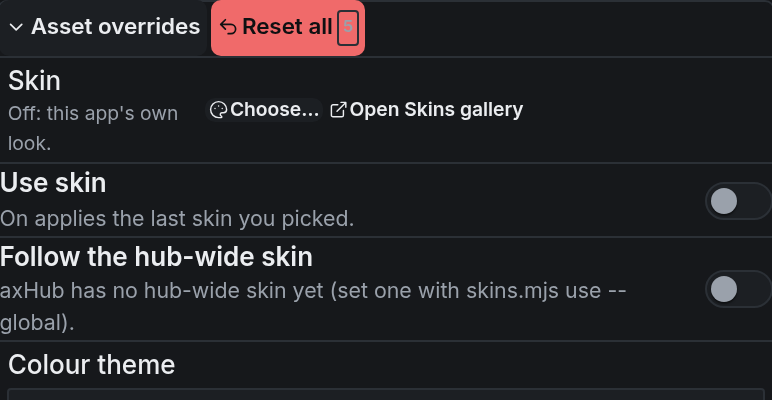 Asset overrides Reset all 5
Skin
Off: this app's own
look.
Choose... Open Skins gallery
Use skin
On applies the last skin you picked.
Follow the hub-wide skin
axHub has no hub-wide skin yet (set one with skins.mjs use --
global).
Colour theme